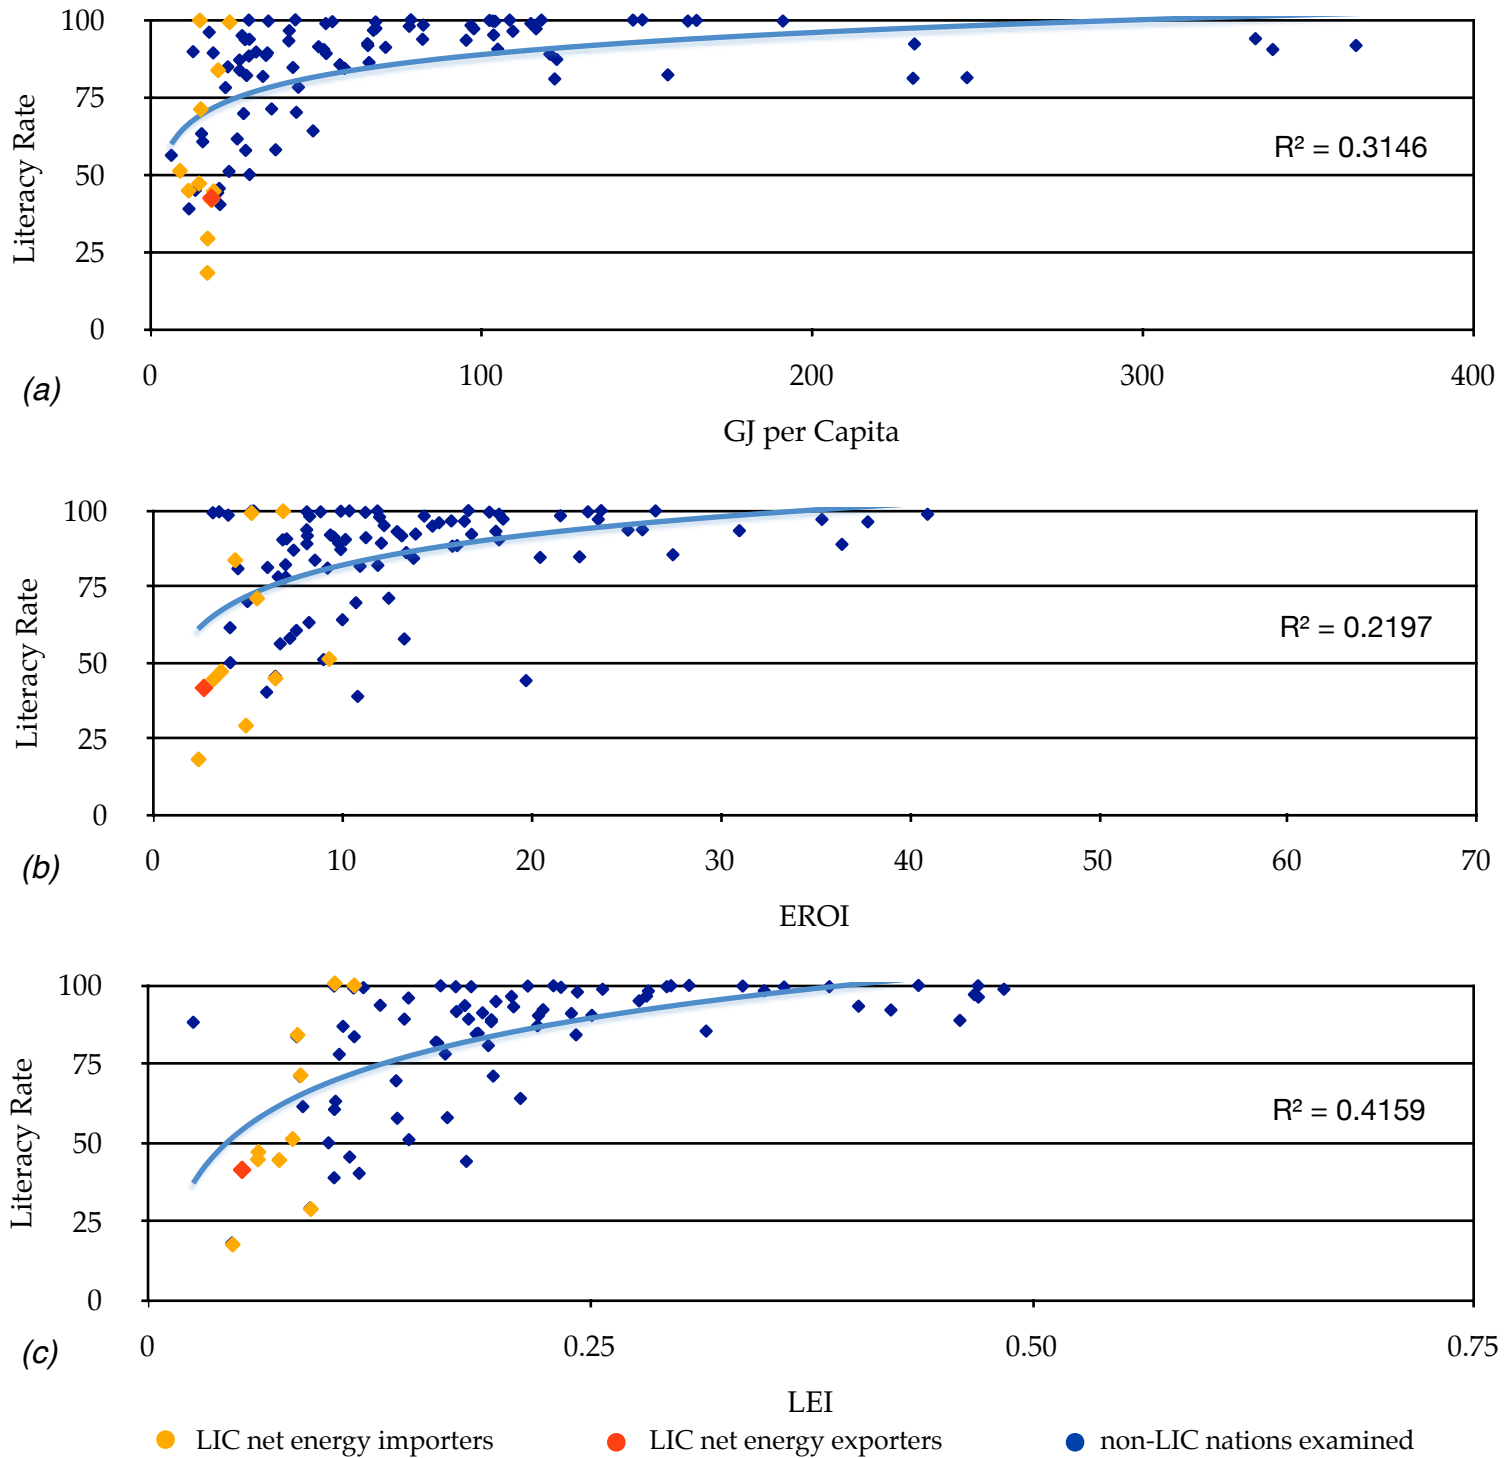 100
75
50
25
0
Literacy Rate
R² = 0.3146
0 100 200 300 400
(a)
GJ per Capita
100
75
50
25
0
Literacy Rate
R² = 0.2197
0 10 20 30 40 50 60 70
(b)
EROI
100
75
50
25
0
Literacy Rate
R² = 0.4159
0 0.25 0.50 0.75
(c)
LEI
LIC net energy importers LIC net energy exporters non-LIC nations examined